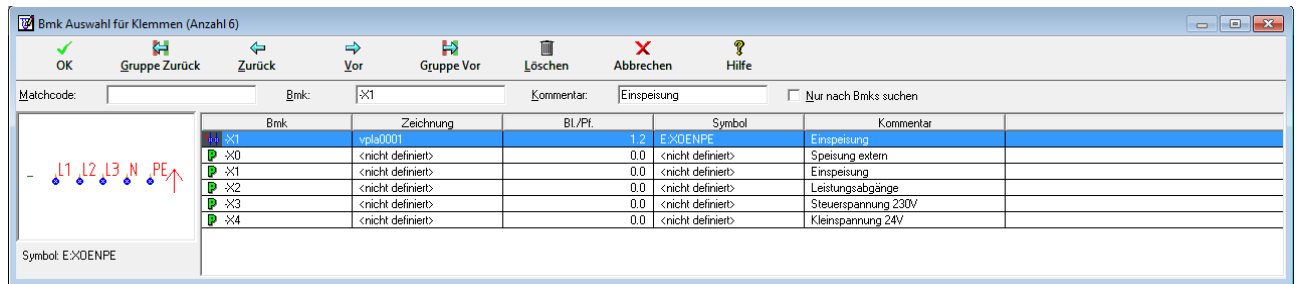 Bmk Auswahl für Klemmen (Anzahl 6)
OK Gruppe Zurück Zurück Vor Gruppe Vor Löschen Abbrechen Hilfe
Matchcode: Bmk: -X1 Kommentar: Einspeisung Nur nach Bmks suchen
Bmk Zeichnung Bl./Pf. Symbol Kommentar
-X1 vpla0001 1.2 E:XOENPE Einspeisung
P -X0 <nicht definiert> 0.0 <nicht definiert> Speisung extern
P -X1 <nicht definiert> 0.0 <nicht definiert> Einspeisung
P -X2 <nicht definiert> 0.0 <nicht definiert> Leistungsabgänge
P -X3 <nicht definiert> 0.0 <nicht definiert> Steuerspannung 230V
P -X4 <nicht definiert> 0.0 <nicht definiert> Kleinspannung 24V
L1 L2 L3 N PE
Symbol: E:XOENPE